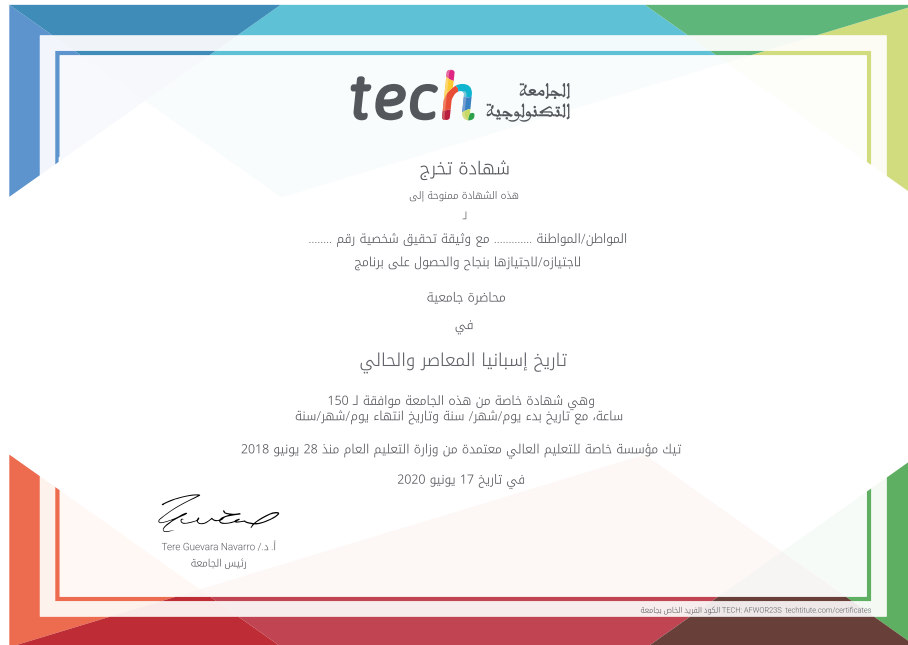 tech الجامعة
التكنولوجية
شهادة تخرج
هذه الشهادة ممنوحة إلى
لـ
المواطن/المواطنة ............. مع وثيقة تحقيق شخصية رقم ........
لاجتيازه/لاجتيازها بنجاح والحصول على برنامج
محاضرة جامعية
في
تاريخ إسبانيا المعاصر والحالي
وهي شهادة خاصة من هذه الجامعة موافقة لـ 150
ساعة، مع تاريخ بدء يوم/شهر/ سنة وتاريخ انتهاء يوم/شهر/سنة
تيك مؤسسة خاصة للتعليم العالي معتمدة من وزارة التعليم العام منذ 28 يونيو 2018
في تاريخ 17 يونيو 2020
أ. د./ Tere Guevara Navarro
رئيس الجامعة
الكود الفريد الخاص بجامعة TECH: AFWOR23S techtitute.com/certificates